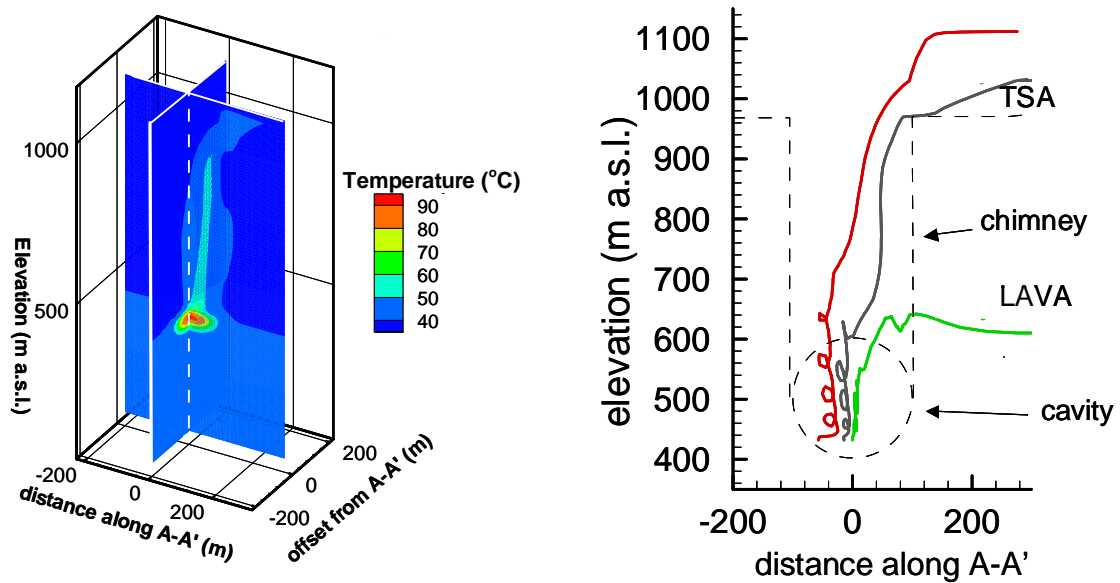 1000
500
Elevation (m a.s.l.)
-200
0
200
distance along A-A' (m)
-200
0
200
offset from A-A' (m)
Temperature (°C)
90
80
70
60
50
40
1100
1000
900
800
700
600
500
400
elevation (m a.s.l.)
-200
0
200
distance along A-A'
TSA
chimney
LAVA
cavity